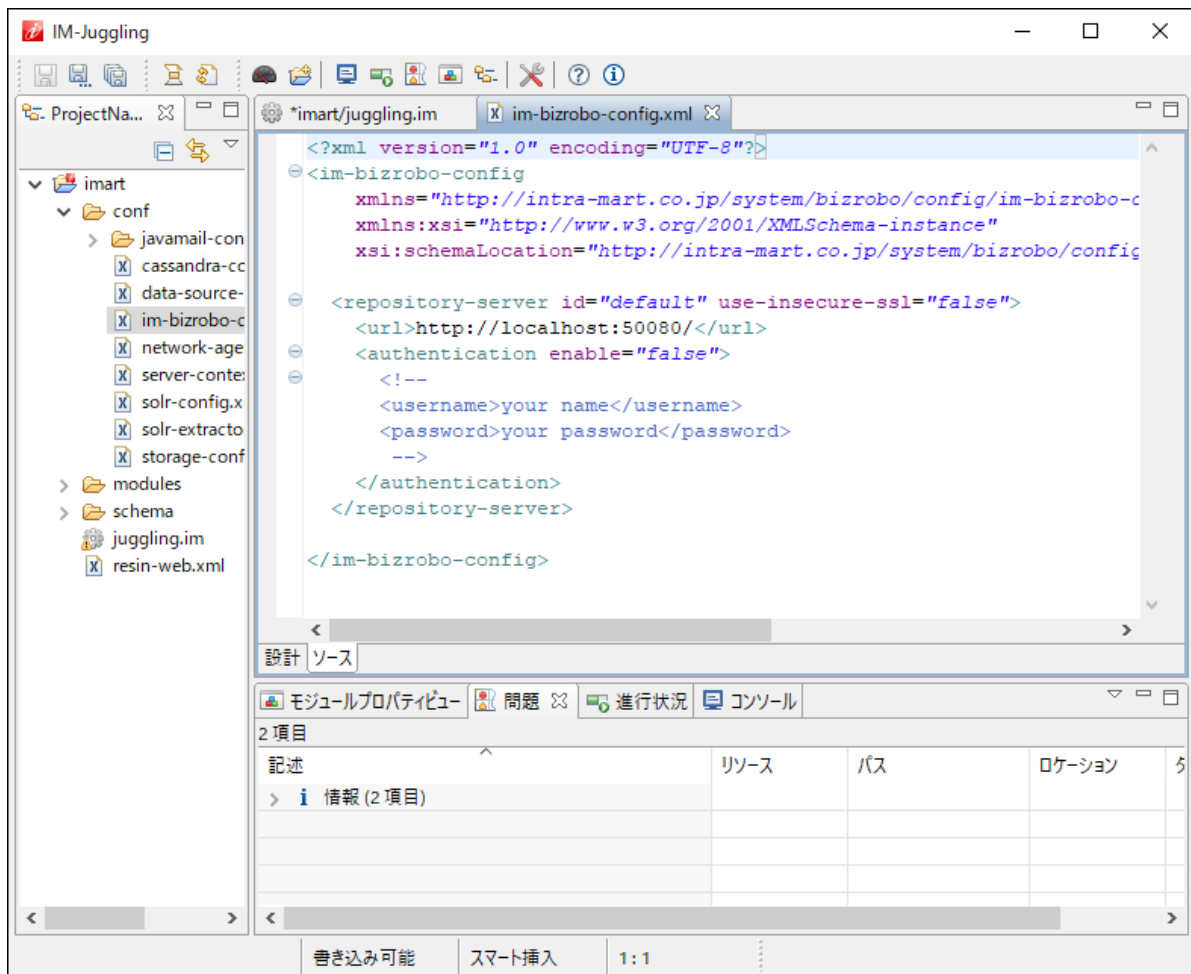 IM-Juggling
ProjectNa...
imart
conf
javamail-con
cassandra-cc
data-source-
im-bizrobo-c
network-age
server-conte
solr-config.x
solr-extracto
storage-conf
modules
schema
juggling.im
resin-web.xml
*imart/juggling.im im-bizrobo-config.xml
<?xml version="1.0" encoding="UTF-8"?>
<im-bizrobo-config
xmlns="http://intra-mart.co.jp/system/bizrobo/config/im-bizrobo-c
xmlns:xsi="http://www.w3.org/2001/XMLSchema-instance"
xsi:schemaLocation="http://intra-mart.co.jp/system/bizrobo/config
<repository-server id="default" use-insecure-ssl="false">
<url>http://localhost:50080/</url>
<authentication enable="false">
<!--
<username>your name</username>
<password>your password</password>
-->
</authentication>
</repository-server>
</im-bizrobo-config>
設計 ソース
モジュールプロパティビュー 問題 進行状況 コンソール
2 項目
記述 リソース パス ロケーション タ
情報 (2 項目)
書き込み可能 スマート挿入 1:1